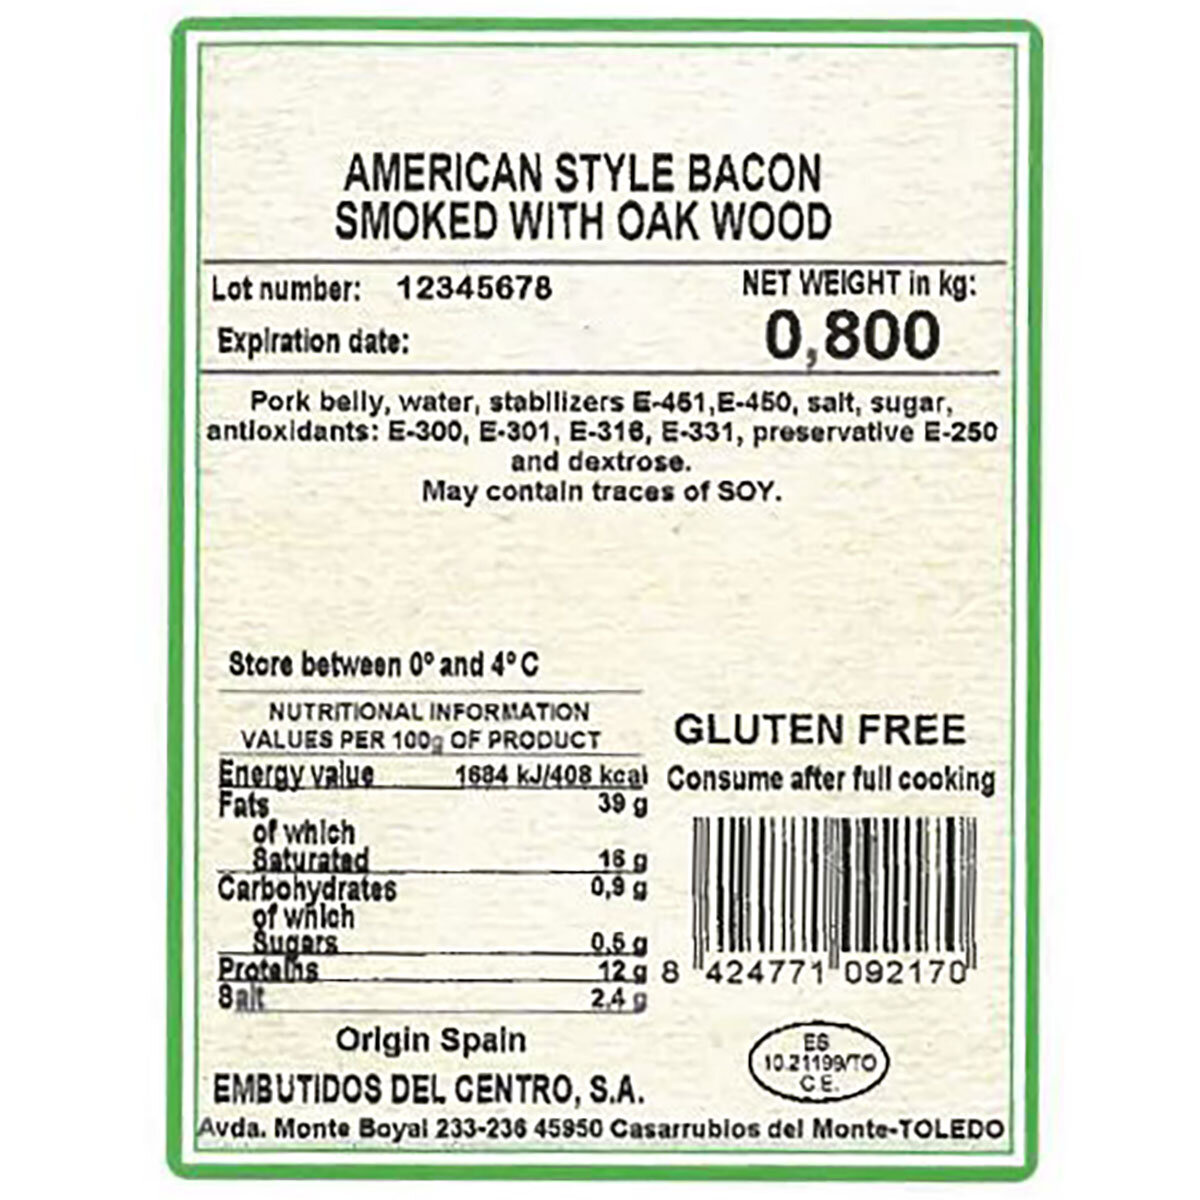 AMERICAN STYLE BACON
SMOKED WITH OAK WOOD
Lot number: 12345678
NET WEIGHT in kg:
0,800
Expiration date:
Pork belly, water, stabilizers E-451,E-450, salt, sugar,
antioxidants: E-300, E-301, E-316, E-331, preservative E-250
and dextrose.
May contain traces of SOY.
Store between 0º and 4º C
NUTRITIONAL INFORMATION
VALUES PER 100g OF PRODUCT
Energy value 1684 kJ/408 kcal
Fats 39 g
of which
Saturated 16 g
Carbohydrates 0,9 g
of which
Sugars 0,5 g
Proteins 12 g
Salt 2,4 g
GLUTEN FREE
Consume after full cooking
8 424771 092170
Origin Spain
EMBUTIDOS DEL CENTRO, S.A.
ES
10.21199/TO
C.E.
Avda. Monte Boyal 233-236 45950 Casarrubios del Monte-TOLEDO